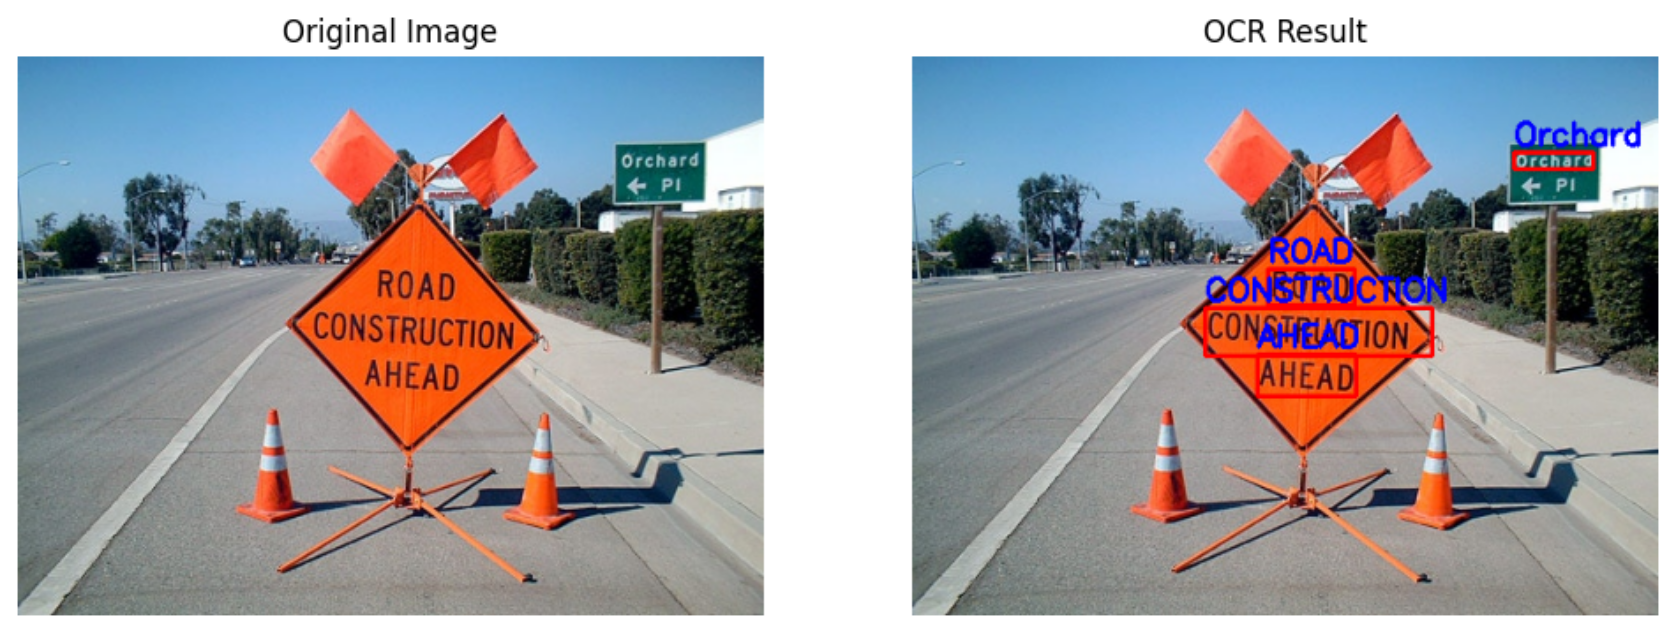 Original Image
Orchard
← Pl
ROAD
CONSTRUCTION
AHEAD
OCR Result
Orchard
Orchard
← Pl
ROAD
ROAD
CONSTRUCTION
CONSTRUCTION
AHEAD
AHEAD